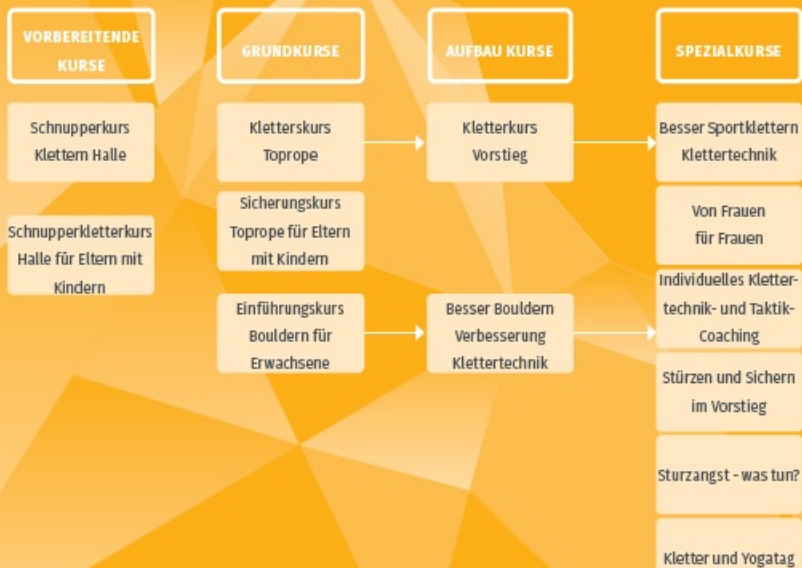 VORBEREITENDE
KURSE
GRUNDKURSE
AUFBAU KURSE
SPEZIALKURSE
Schnupperkurs
Klettern Halle
Schnupperkletterkurs
Halle für Eltern mit
Kindern
Kletterskurs
Toprope
Sicherungskurs
Toprope für Eltern
mit Kindern
Einführungskurs
Bouldern für
Erwachsene
Kletterkurs
Vorstieg
Besser Bouldern
Verbesserung
Klettertechnik
Besser Sportklettern
Klettertechnik
Von Frauen
für Frauen
Individuelles Kletter-
technik- und Taktik-
Coaching
Stürzen und Sichern
im Vorstieg
Sturzangst - was tun?
Kletter und Yogatag